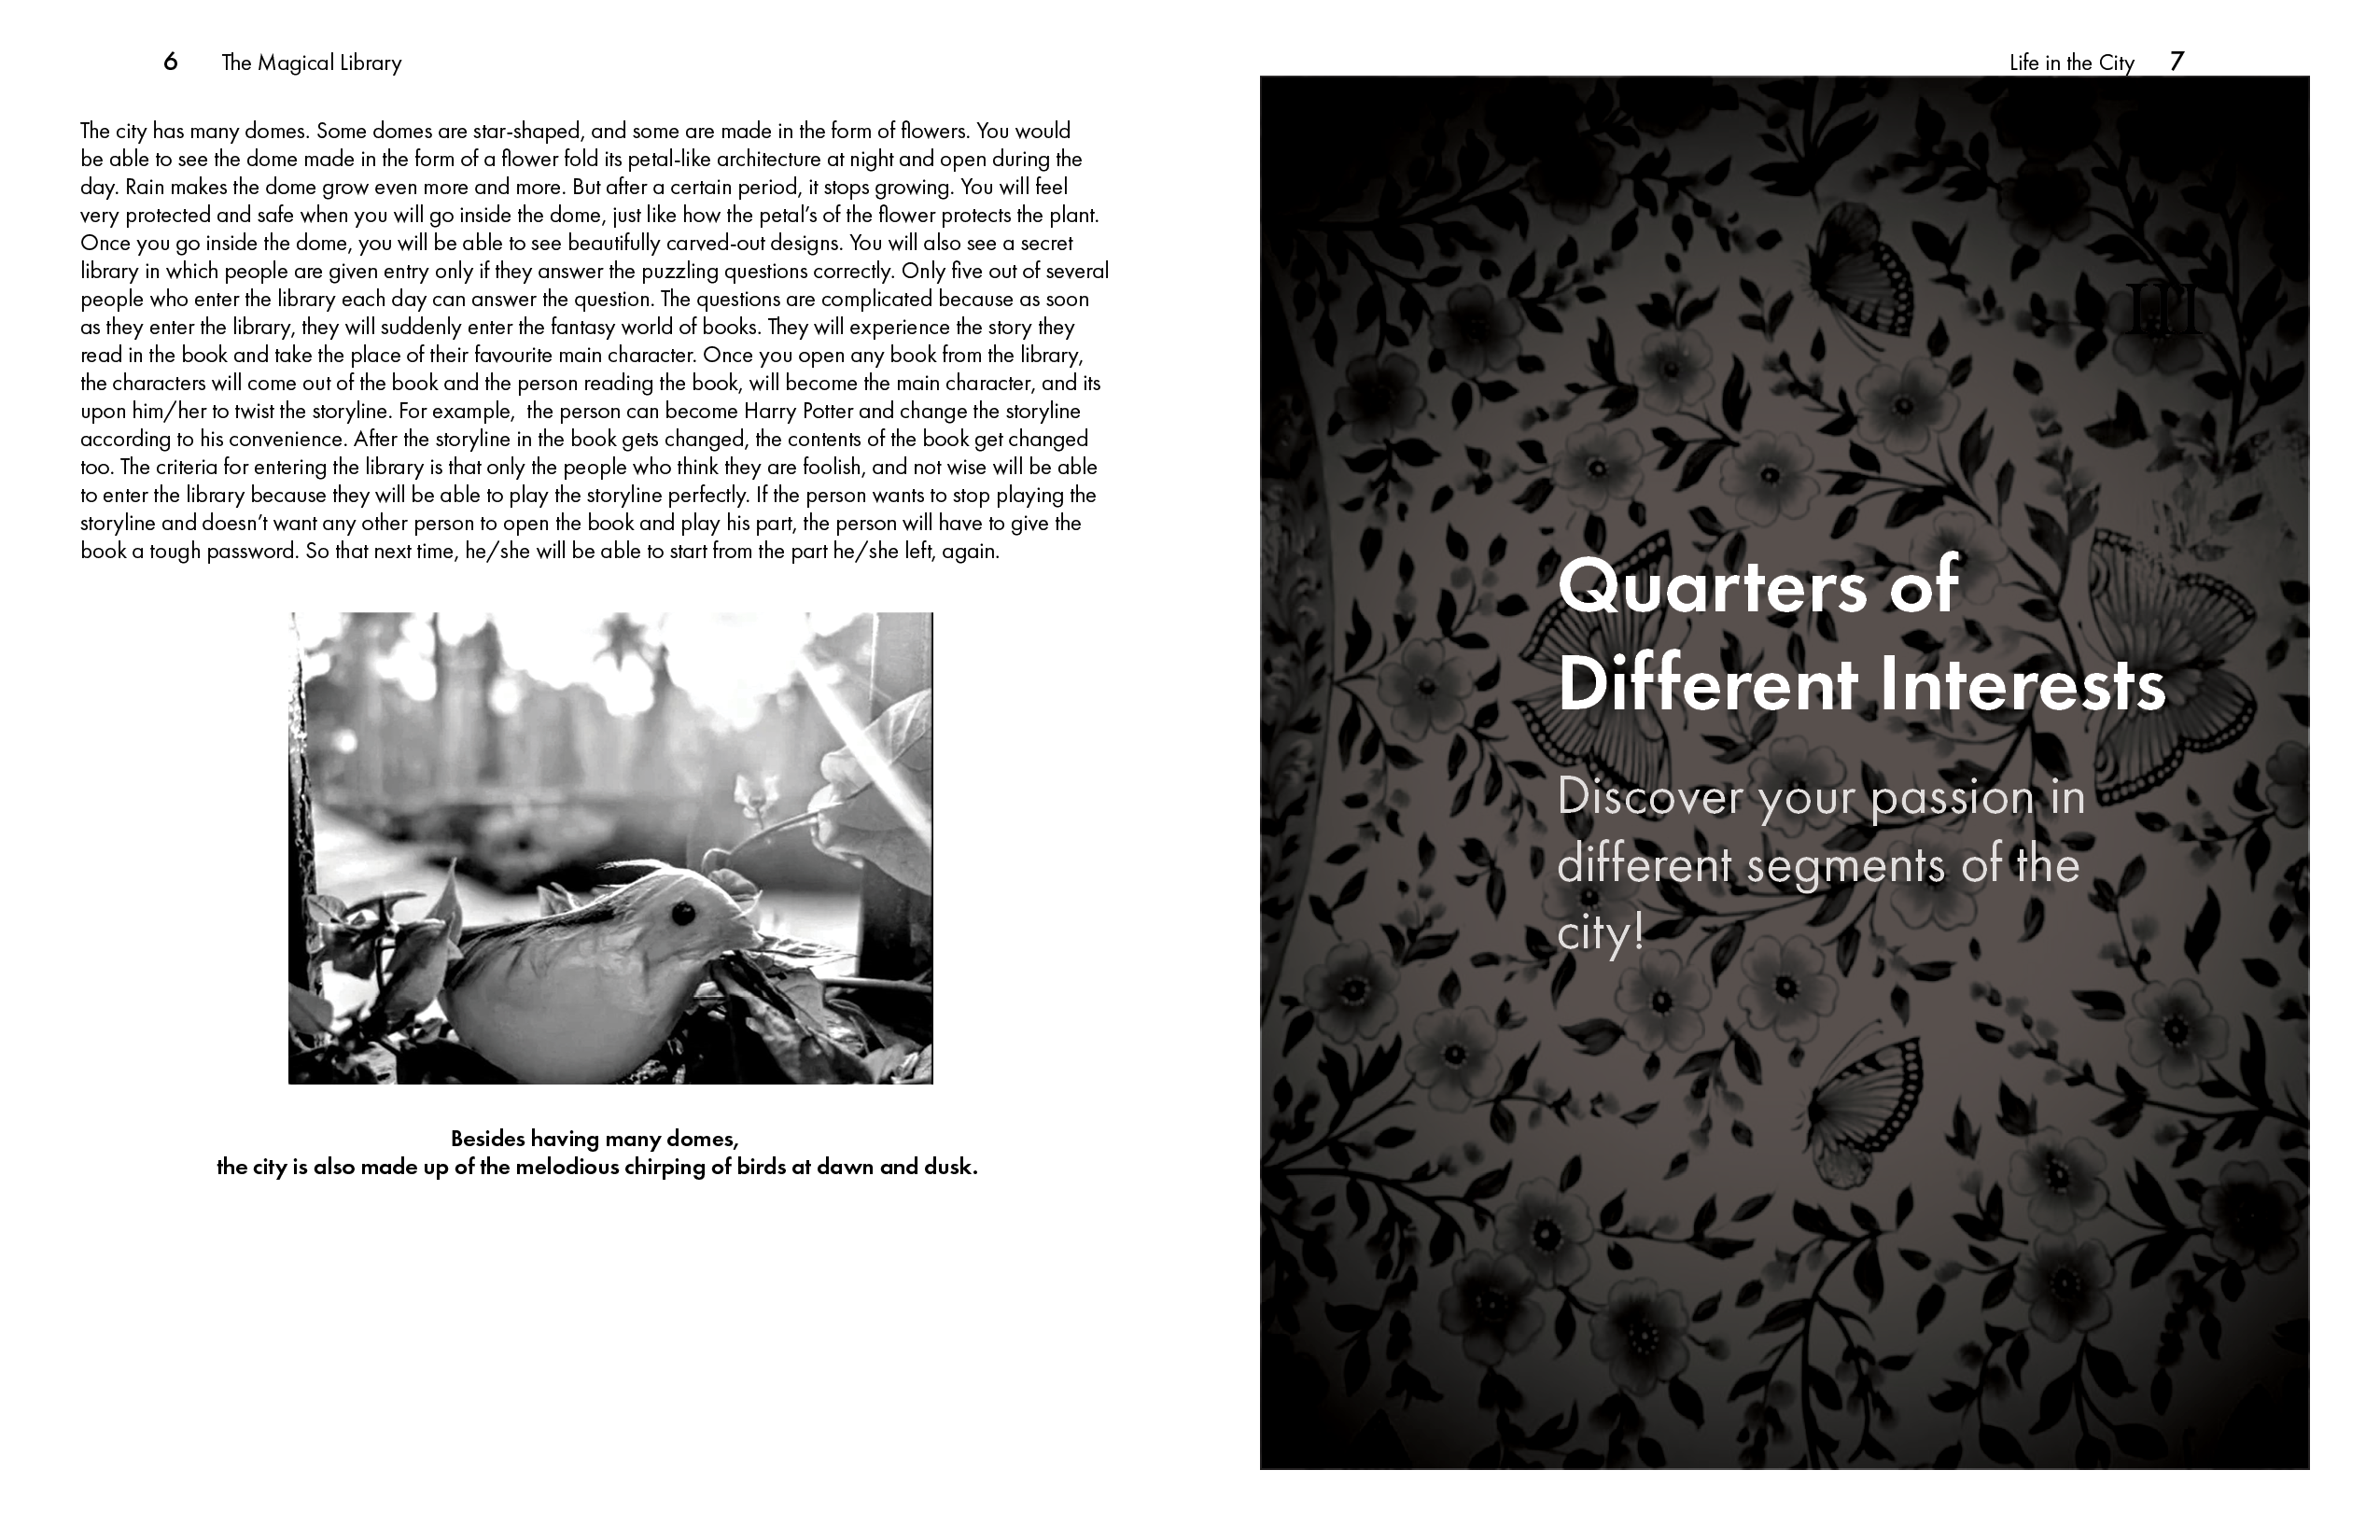 6 The Magical Library
The city has many domes. Some domes are star-shaped, and some are made in the form of flowers. You would
be able to see the dome made in the form of a flower fold its petal-like architecture at night and open during the
day. Rain makes the dome grow even more and more. But after a certain period, it stops growing. You will feel
very protected and safe when you will go inside the dome, just like how the petal’s of the flower protects the plant.
Once you go inside the dome, you will be able to see beautifully carved-out designs. You will also see a secret
library in which people are given entry only if they answer the puzzling questions correctly. Only five out of several
people who enter the library each day can answer the question. The questions are complicated because as soon
as they enter the library, they will suddenly enter the fantasy world of books. They will experience the story they
read in the book and take the place of their favourite main character. Once you open any book from the library,
the characters will come out of the book and the person reading the book, will become the main character, and its
upon him/her to twist the storyline. For example,  the person can become Harry Potter and change the storyline
according to his convenience. After the storyline in the book gets changed, the contents of the book get changed
too. The criteria for entering the library is that only the people who think they are foolish, and not wise will be able
to enter the library because they will be able to play the storyline perfectly. If the person wants to stop playing the
storyline and doesn’t want any other person to open the book and play his part, the person will have to give the
book a tough password. So that next time, he/she will be able to start from the part he/she left, again.
Besides having many domes,
the city is also made up of the melodious chirping of birds at dawn and dusk.
Life in the City 7
III
Quarters of
Different Interests
Discover your passion in
different segments of the
city!